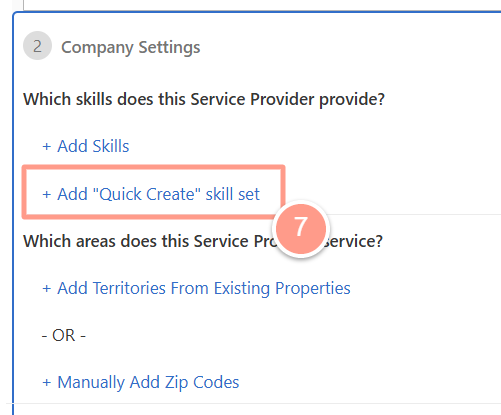 2 Company Settings
Which skills does this Service Provider provide?
+ Add Skills
+ Add "Quick Create" skill set
7
Which areas does this Service Pro service?
+ Add Territories From Existing Properties
- OR -
+ Manually Add Zip Codes